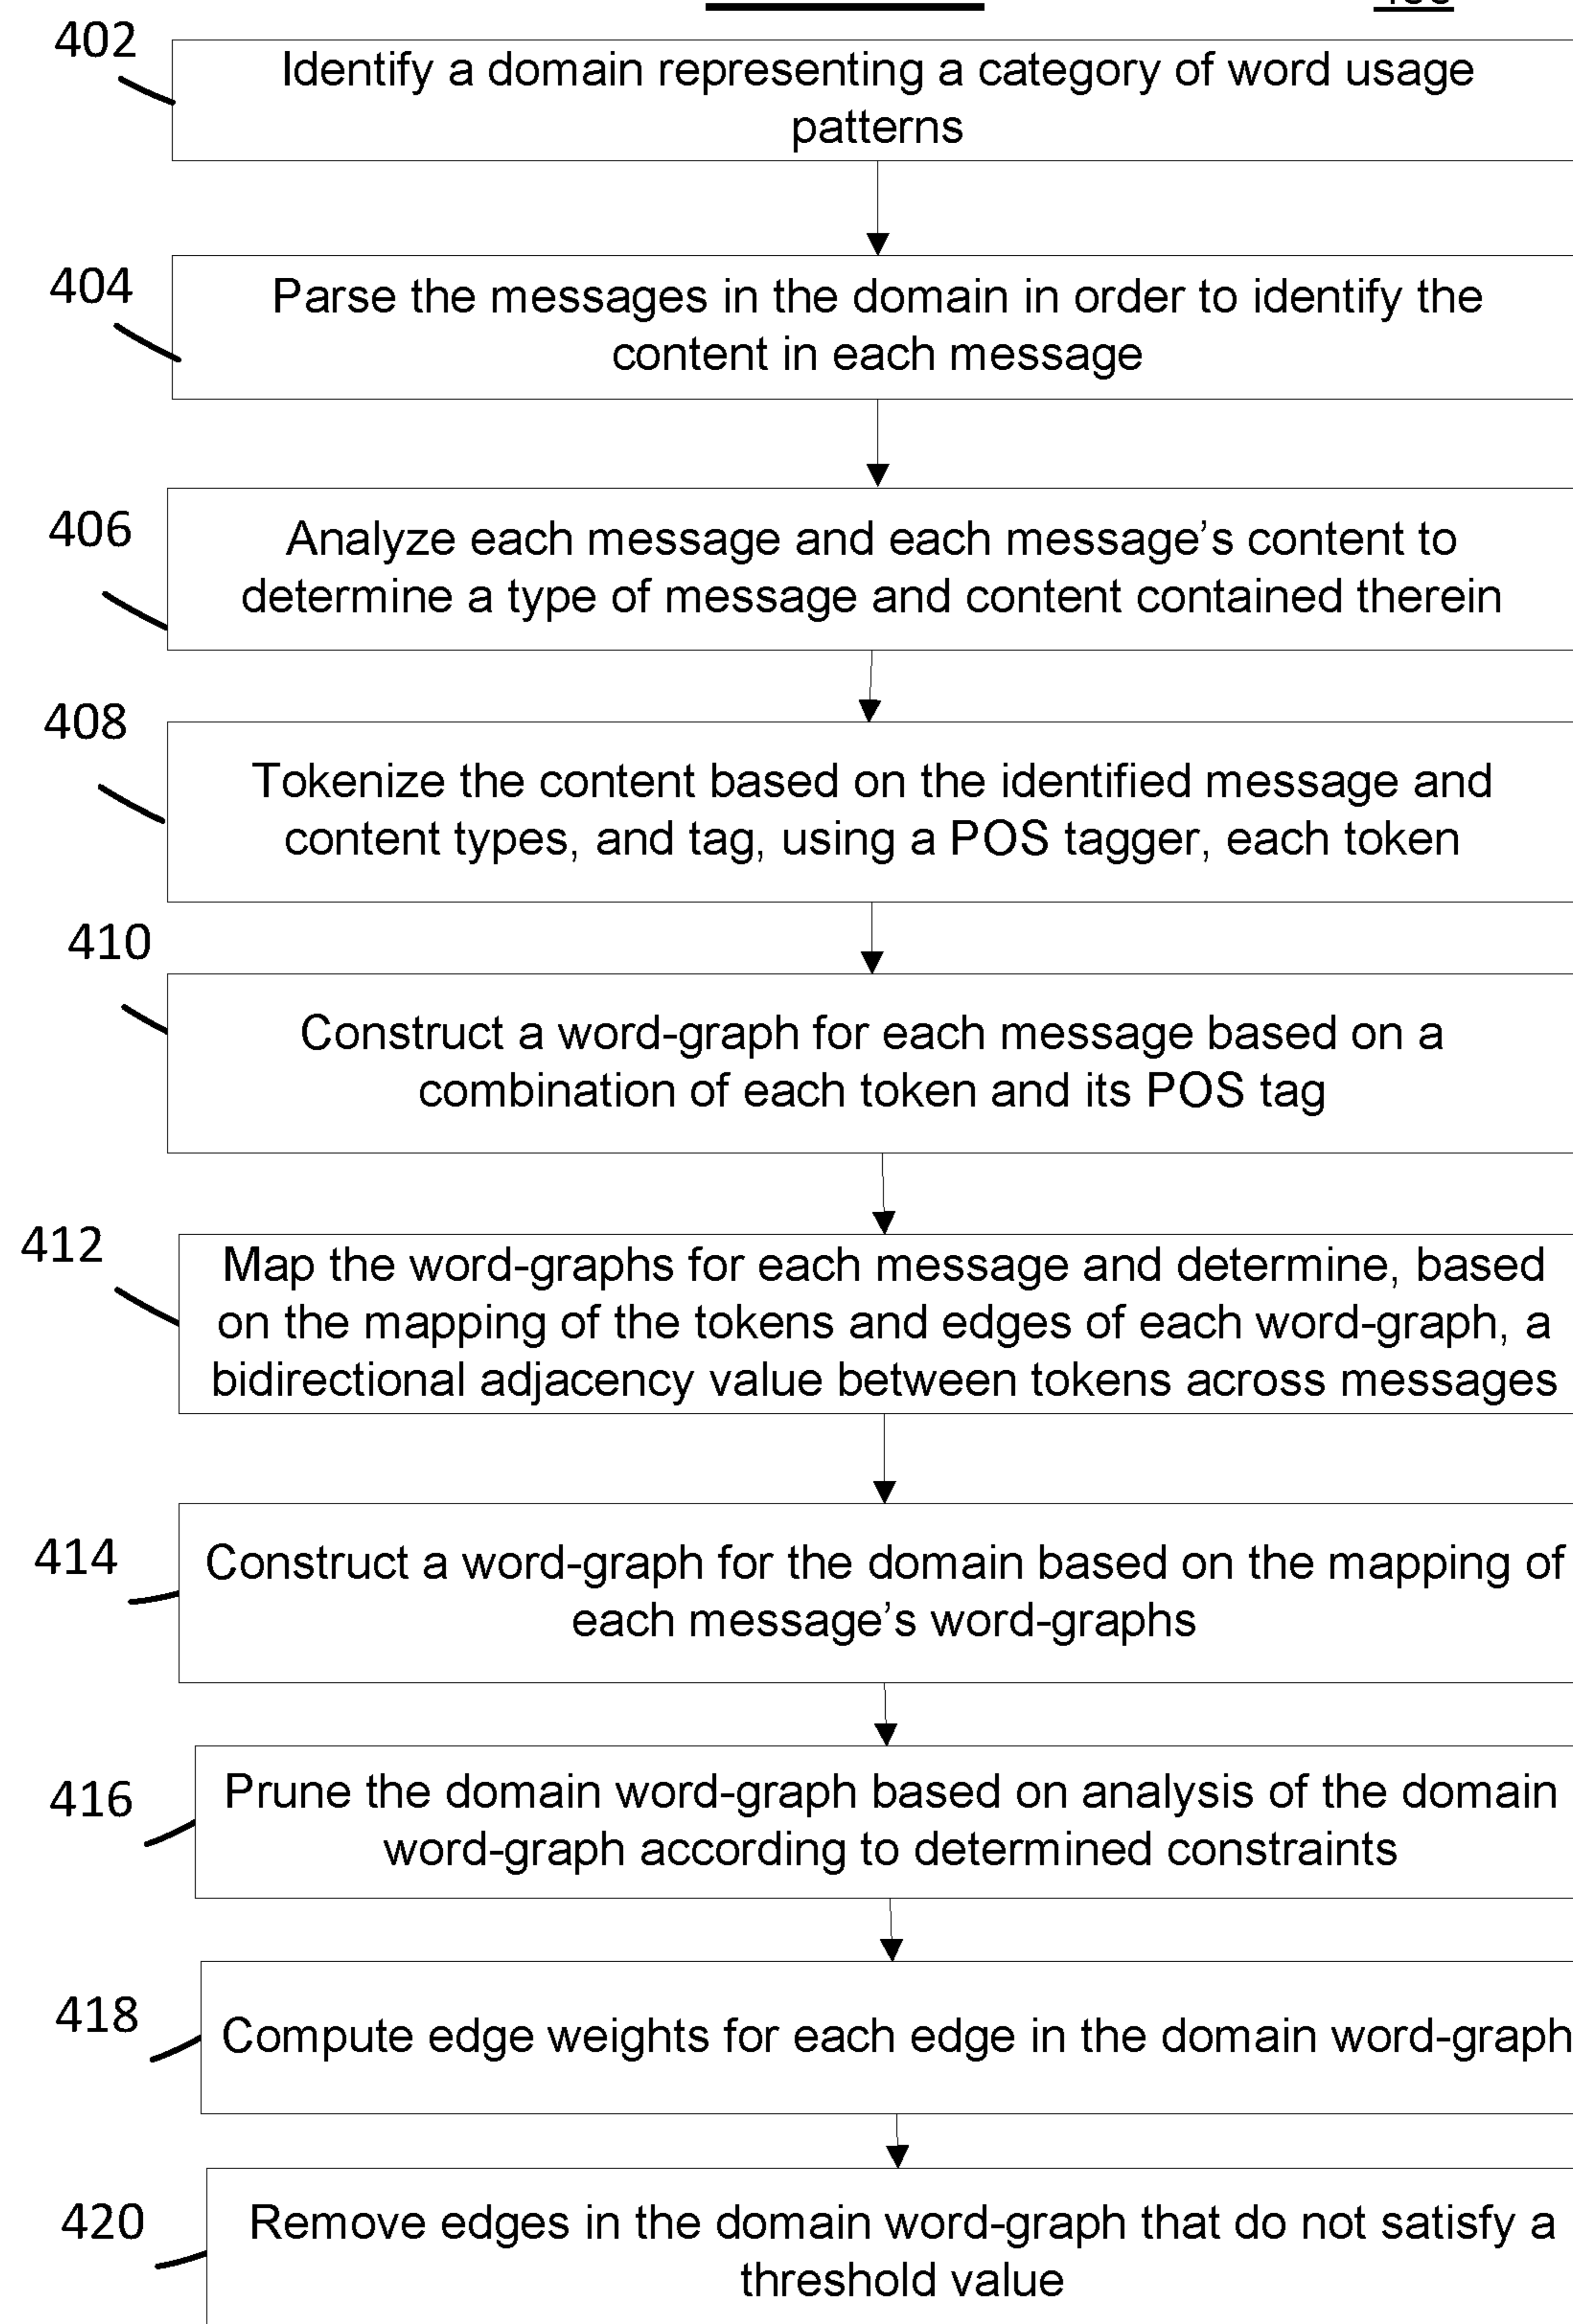 402
Identify a domain representing a category of word usage
patterns
404
Parse the messages in the domain in order to identify the
content in each message
406
Analyze each message and each message's content to
determine a type of message and content contained therein
408
Tokenize the content based on the identified message and
content types, and tag, using a POS tagger, each token
410
Construct a word-graph for each message based on a
combination of each token and its POS tag
412
Map the word-graphs for each message and determine, based
on the mapping of the tokens and edges of each word-graph, a
bidirectional adjacency value between tokens across messages
414
Construct a word-graph for the domain based on the mapping of
each message's word-graphs
416
Prune the domain word-graph based on analysis of the domain
word-graph according to determined constraints
418
Compute edge weights for each edge in the domain word-graph
420
Remove edges in the domain word-graph that do not satisfy a
threshold value